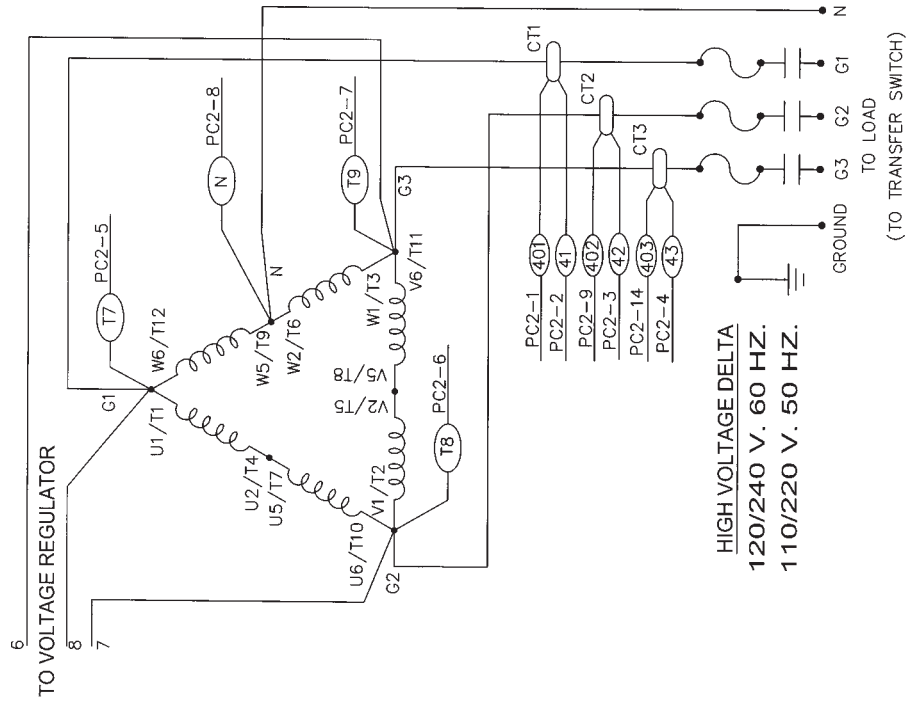 6
TO VOLTAGE REGULATOR
8
7
G1
T7
PC2-5
U1/T1
W6/T12
U2/T4
U5/T7
W5/T9
W2/T6
N
N
PC2-8
U6/T10
V1/T2
V2/T5
V5/T8
W1/T3
V6/T11
G2
G3
T8
PC2-6
T9
PC2-7
CT1
CT2
CT3
PC2-1
401
PC2-2
41
PC2-9
402
PC2-3
42
PC2-14
403
PC2-4
43
N
G1
G2
G3
GROUND
TO LOAD
(TO TRANSFER SWITCH)
HIGH VOLTAGE DELTA
120/240 V. 60 HZ.
110/220 V. 50 HZ.